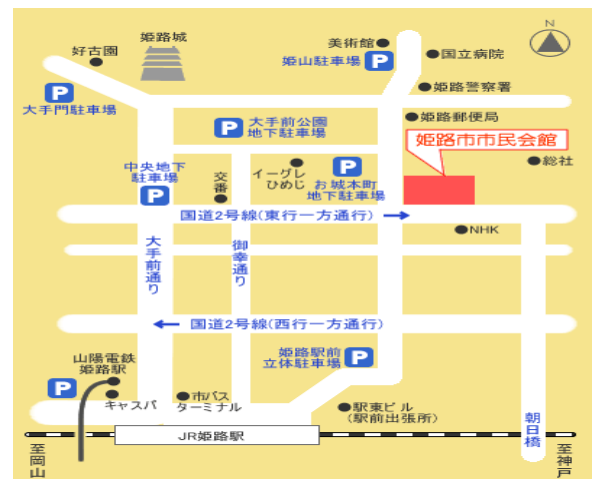 N
姫路城
美術館
好古園
国立病院
姫山駐車場
P
P
姫路警察署
大手門駐車場
姫路郵便局
P
大手前公園
地下駐車場
姫路市市民会館
中央地下
駐車場
イーグレ
ひめじ
P
総社
交番
お城本町
地下駐車場
P
国道2号線(東行一方通行) →
NHK
大手前通り
御幸通り
← 国道2号線(西行一方通行)
姫路駅前
立体駐車場
P
山陽電鉄
姫路駅
P
キャスパ
市バス
ターミナル
駅東ビル
(駅前出張所)
朝日橋
JR姫路駅
至岡山
至神戸